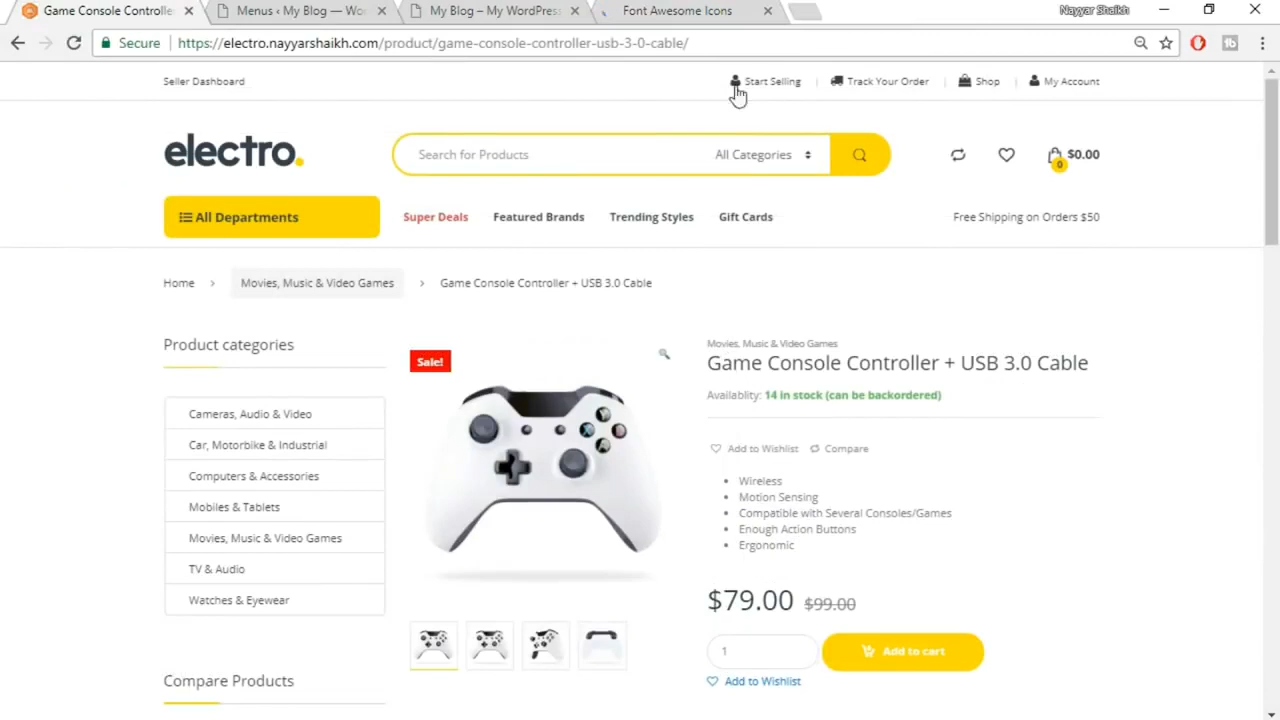 Game Console Controlle
Menus ‹ My Blog — Wor
My Blog – My WordPress
Font Awesome Icons
Nayyar Shaikh
Secure
https://electro.nayyarshaikh.com/product/game-console-controller-usb-3-0-cable/
Seller Dashboard
Start Selling
Track Your Order
Shop
My Account
electro.
Search for Products
All Categories
0
$0.00
All Departments
Super Deals
Featured Brands
Trending Styles
Gift Cards
Free Shipping on Orders $50
Home
Movies, Music & Video Games
Game Console Controller + USB 3.0 Cable
Product categories
Cameras, Audio & Video
Car, Motorbike & Industrial
Computers & Accessories
Mobiles & Tablets
Movies, Music & Video Games
TV & Audio
Watches & Eyewear
Compare Products
Sale!
Movies, Music & Video Games
Game Console Controller + USB 3.0 Cable
Availablity: 14 in stock (can be backordered)
Add to Wishlist
Compare
Wireless
Motion Sensing
Compatible with Several Consoles/Games
Enough Action Buttons
Ergonomic
$79.00 $99.00
1
Add to cart
Add to Wishlist